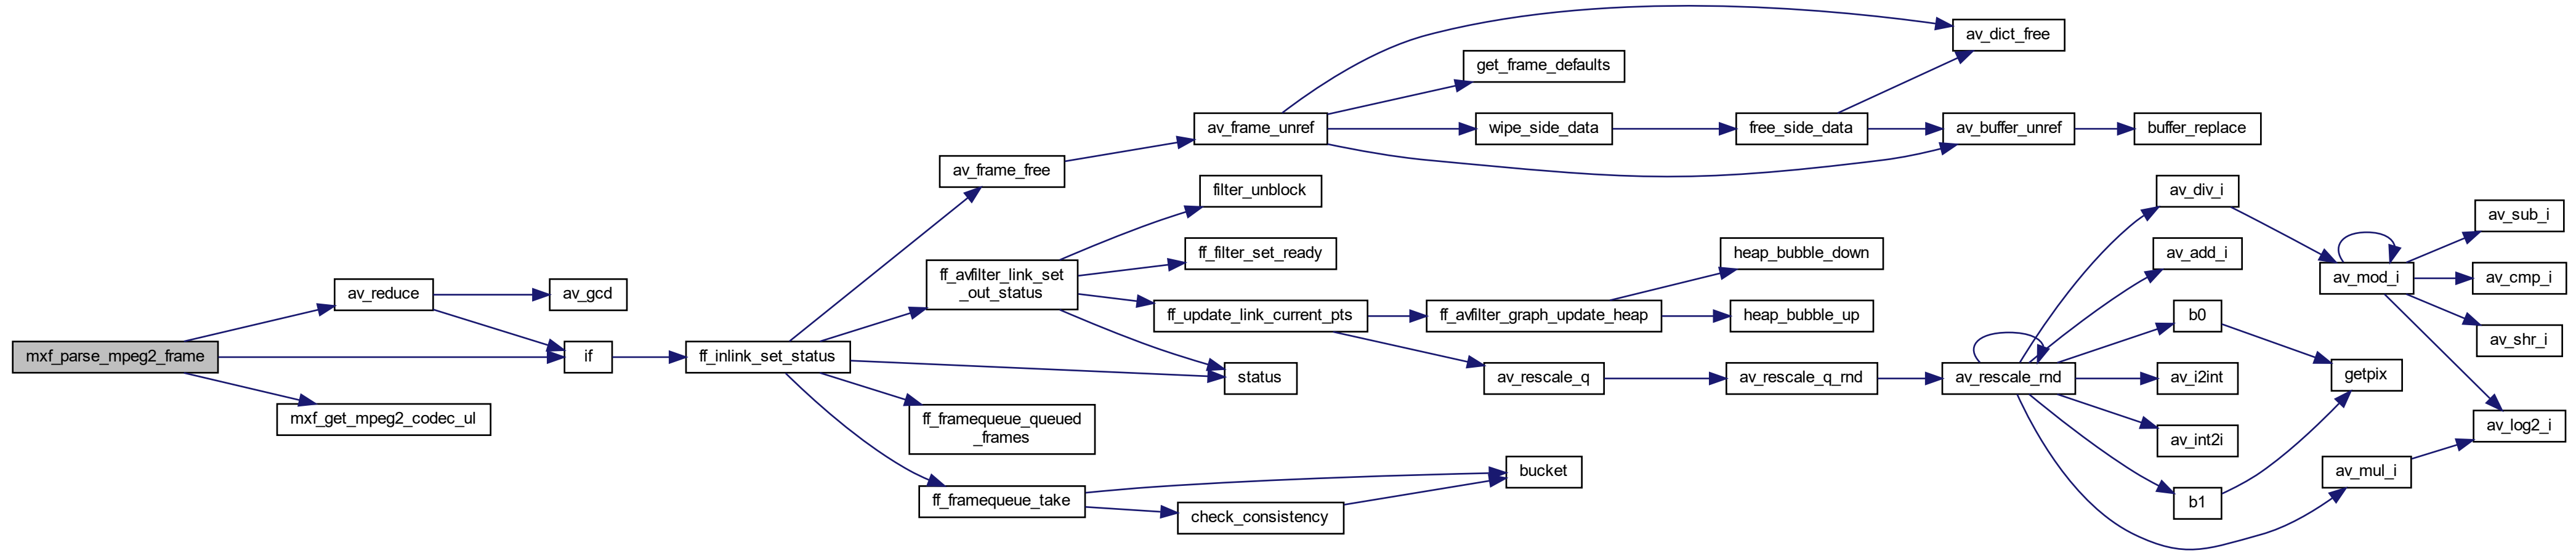 mxf_parse_mpeg2_frame
av_reduce
av_gcd
if
mxf_get_mpeg2_codec_ul
ff_inlink_set_status
av_frame_free
av_frame_unref
av_dict_free
get_frame_defaults
wipe_side_data
free_side_data
av_buffer_unref
buffer_replace
ff_avfilter_link_set
_out_status
filter_unblock
ff_filter_set_ready
ff_update_link_current_pts
ff_avfilter_graph_update_heap
heap_bubble_down
heap_bubble_up
status
av_rescale_q
av_rescale_q_rnd
av_rescale_rnd
av_div_i
av_add_i
b0
av_i2int
av_int2i
b1
av_mod_i
getpix
av_mul_i
av_sub_i
av_cmp_i
av_shr_i
av_log2_i
ff_framequeue_queued
_frames
ff_framequeue_take
bucket
check_consistency